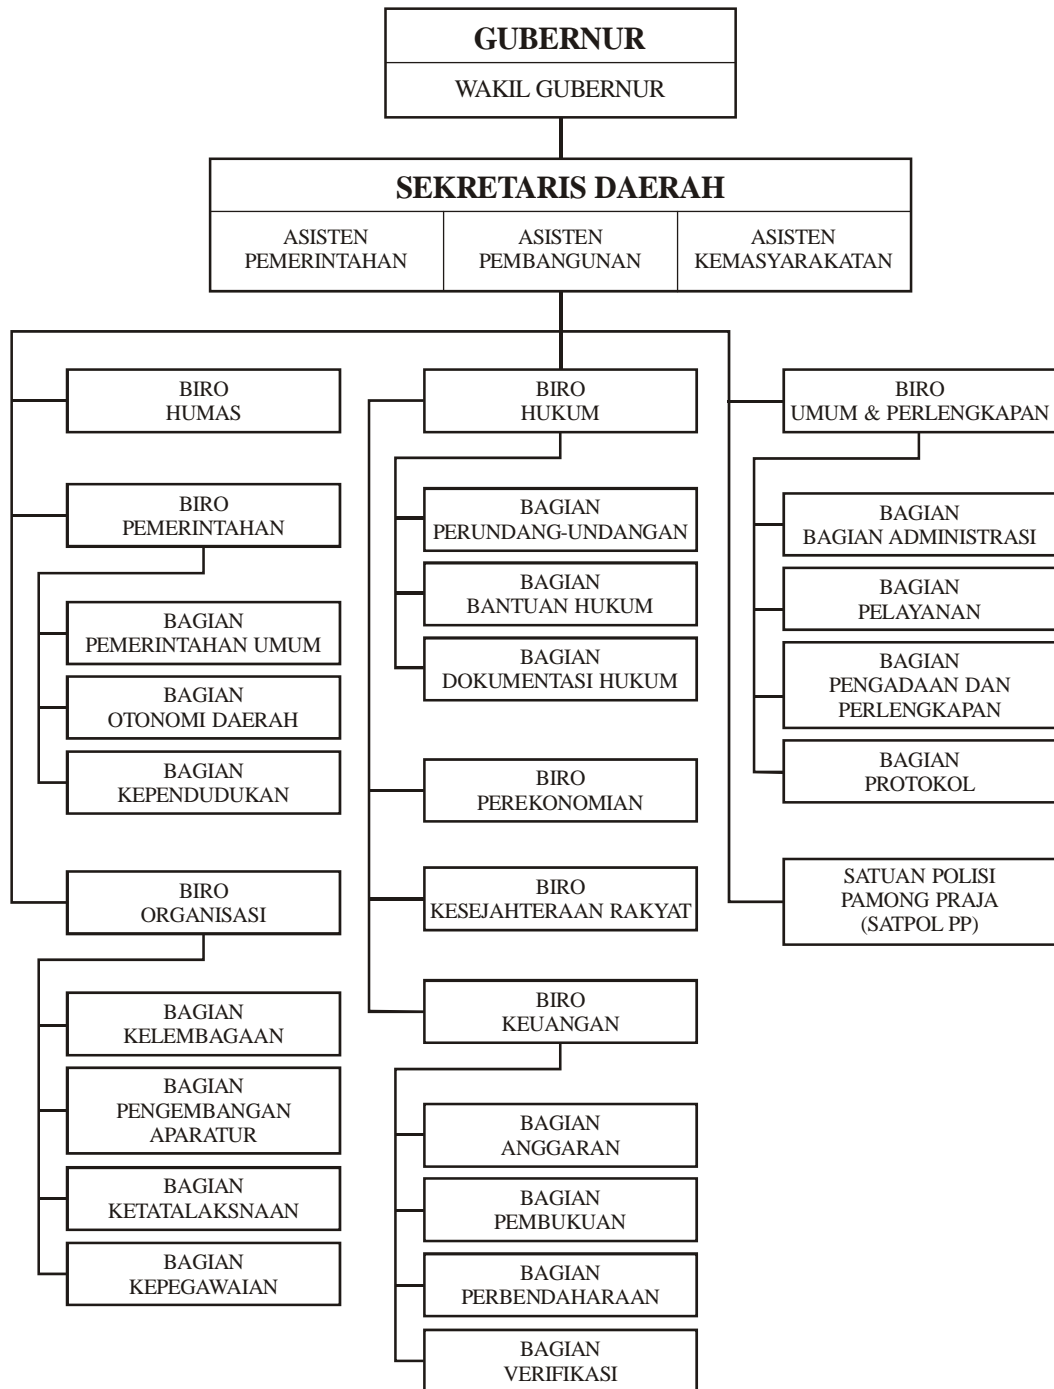 GUBERNUR
WAKIL GUBERNUR
SEKRETARIS DAERAH
ASISTEN
PEMERINTAHAN
ASISTEN
PEMBANGUNAN
ASISTEN
KEMASYARAKATAN
BIRO
HUMAS
BIRO
PEMERINTAHAN
BAGIAN
PEMERINTAHAN UMUM
BAGIAN
OTONOMI DAERAH
BAGIAN
KEPENDUDUKAN
BIRO
ORGANISASI
BAGIAN
KELEMBAGAAN
BAGIAN
PENGEMBANGAN
APARATUR
BAGIAN
KETATALAKSNAAN
BAGIAN
KEPEGAWAIAN
BIRO
HUKUM
BAGIAN
PERUNDANG-UNDANGAN
BAGIAN
BANTUAN HUKUM
BAGIAN
DOKUMENTASI HUKUM
BIRO
PEREKONOMIAN
BIRO
KESEJAHTERAAN RAKYAT
BIRO
KEUANGAN
BAGIAN
ANGGARAN
BAGIAN
PEMBUKUAN
BAGIAN
PERBENDAHARAAN
BAGIAN
VERIFIKASI
BIRO
UMUM & PERLENGKAPAN
BAGIAN
BAGIAN ADMINISTRASI
BAGIAN
PELAYANAN
BAGIAN
PENGADAAN DAN
PERLENGKAPAN
BAGIAN
PROTOKOL
SATUAN POLISI
PAMONG PRAJA
(SATPOL PP)